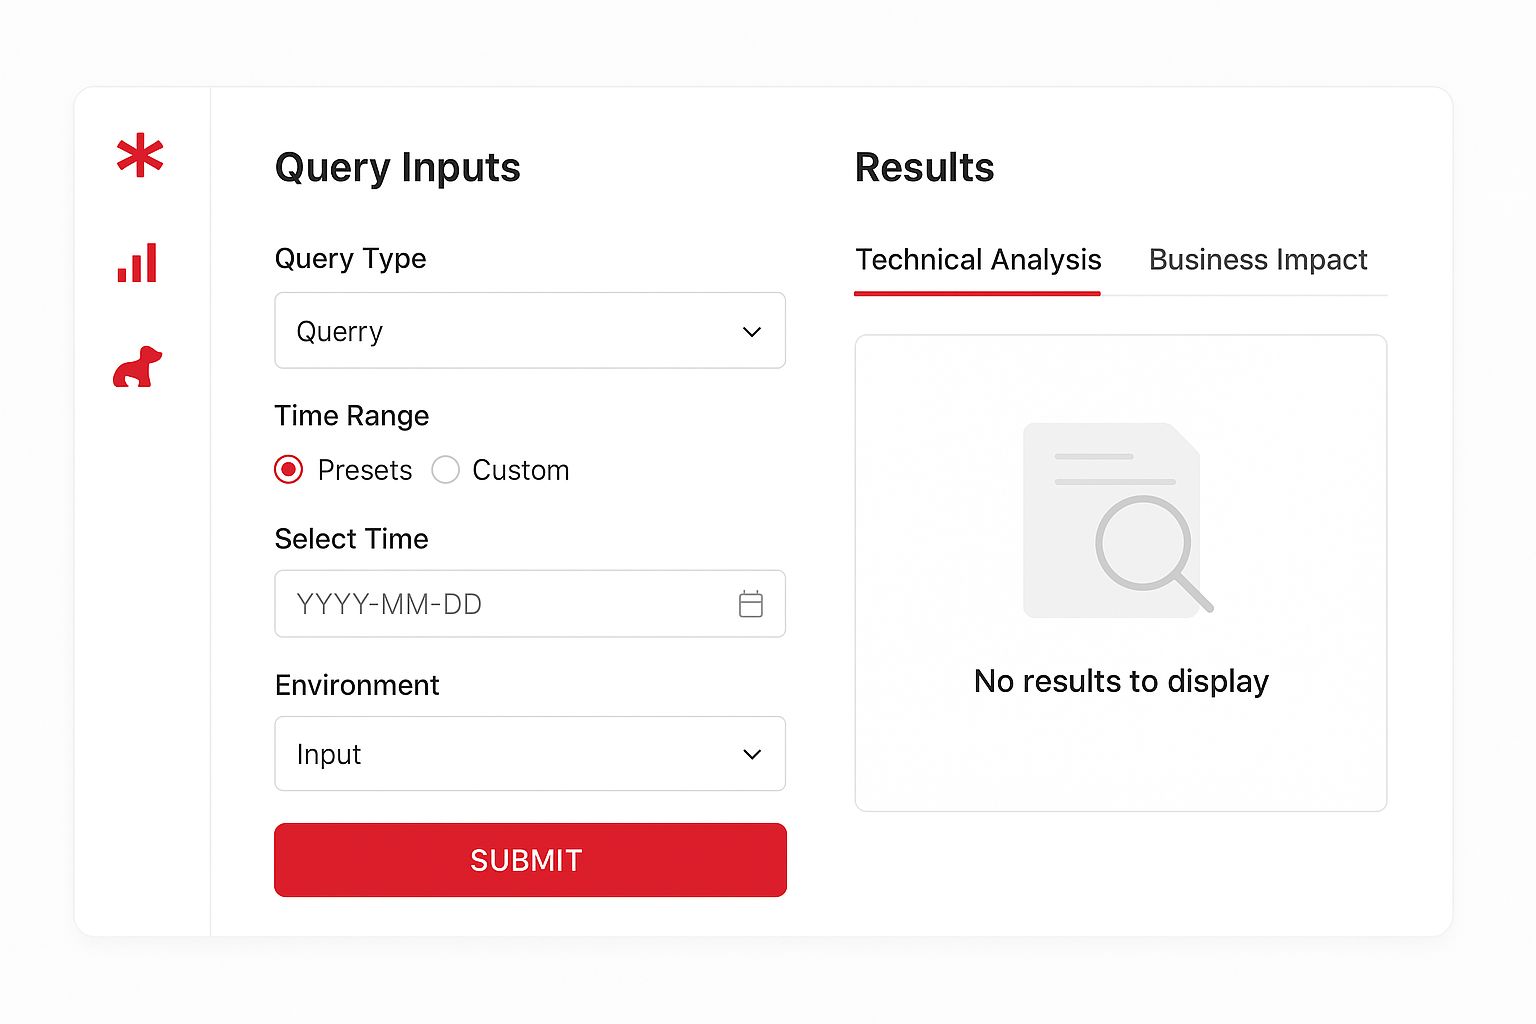 Query Inputs
Query Type
Querry
Time Range
Presets
Custom
Select Time
YYYY-MM-DD
Environment
Input
SUBMIT
Results
Technical Analysis
Business Impact
No results to display